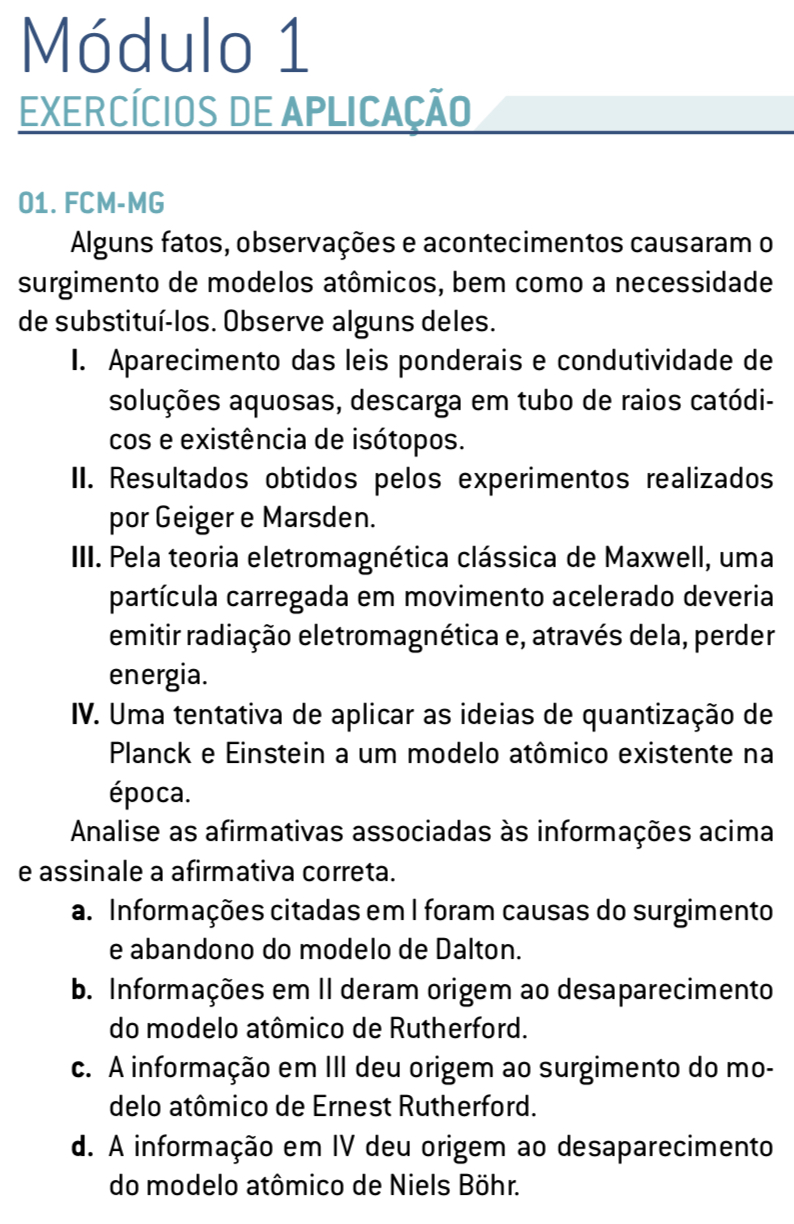 Módulo 1
EXERCÍCIOS DE APLICAÇÃO
01. FCM-MG
Alguns fatos, observações e acontecimentos causaram o
surgimento de modelos atômicos, bem como a necessidade
de substituí-los. Observe alguns deles.
I. Aparecimento das leis ponderais e condutividade de
soluções aquosas, descarga em tubo de raios catódi-
cos e existência de isótopos.
II. Resultados obtidos pelos experimentos realizados
por Geiger e Marsden.
III. Pela teoria eletromagnética clássica de Maxwell, uma
partícula carregada em movimento acelerado deveria
emitir radiação eletromagnética e, através dela, perder
energia.
IV. Uma tentativa de aplicar as ideias de quantização de
Planck e Einstein a um modelo atômico existente na
época.
Analise as afirmativas associadas às informações acima
e assinale a afirmativa correta.
a. Informações citadas em I foram causas do surgimento
e abandono do modelo de Dalton.
b. Informações em II deram origem ao desaparecimento
do modelo atômico de Rutherford.
c. A informação em III deu origem ao surgimento do mo-
delo atômico de Ernest Rutherford.
d. A informação em IV deu origem ao desaparecimento
do modelo atômico de Niels Böhr.